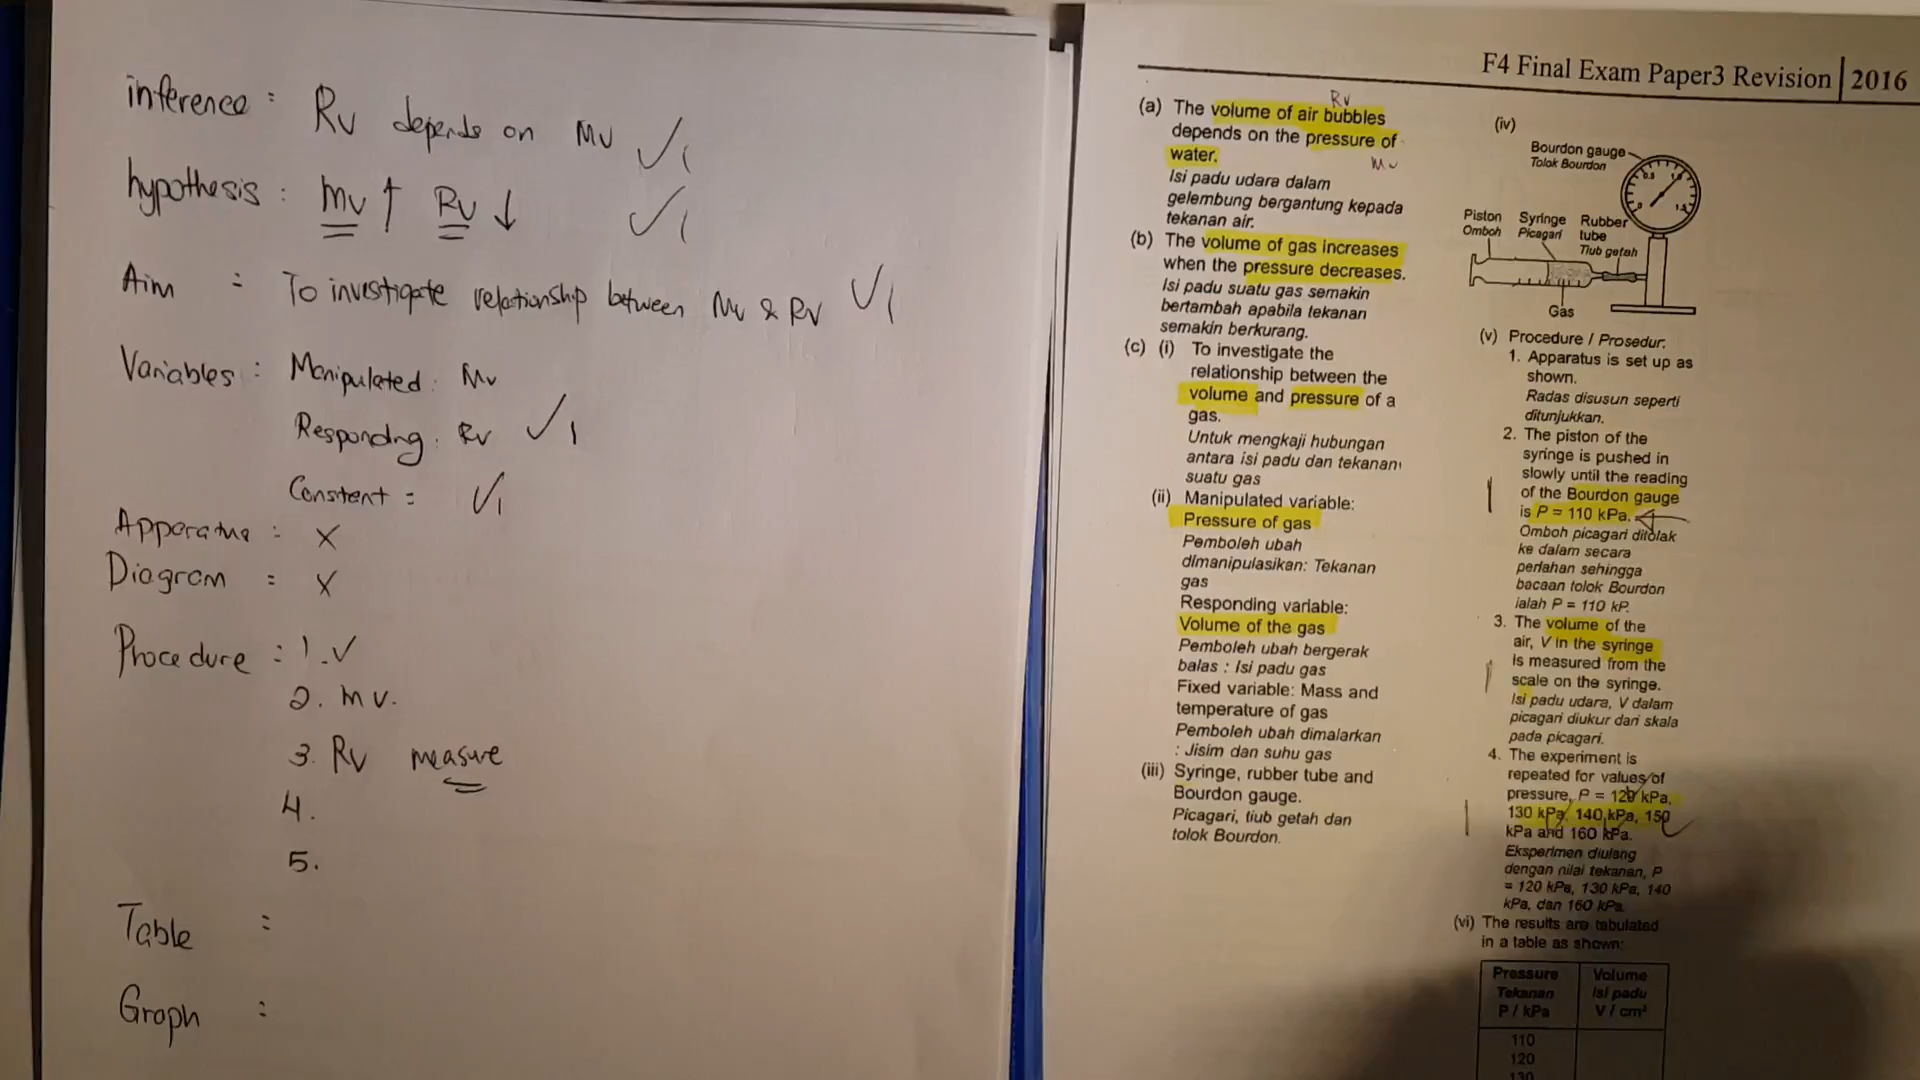 inference : Rv depends on Mv ✓1
hypothesis : Mv ↑ Rv ↓ ✓1
Aim : To investigate relationship between Mv & Rv ✓1
Variables : Manipulated : Mv
Responding : Rv ✓1
Constant = ✓1
Apparatus : X
Diagram = X
Procedure : 1. ✓
2. mv.
3. Rv measure
4.
5.
Table :
Graph :
F4 Final Exam Paper3 Revision 2016
Rv
(a) The volume of air bubbles
depends on the pressure of
water.
Mv
Isi padu udara dalam
gelembung bergantung kepada
tekanan air.
(b) The volume of gas increases
when the pressure decreases.
Isi padu suatu gas semakin
bertambah apabila tekanan
semakin berkurang.
(c) (i) To investigate the
relationship between the
volume and pressure of a
gas.
Untuk mengkaji hubungan
antara isi padu dan tekanan
suatu gas
(ii) Manipulated variable:
Pressure of gas
Pemboleh ubah
dimanipulasikan: Tekanan
gas
Responding variable:
Volume of the gas
Pemboleh ubah bergerak
balas : Isi padu gas
Fixed variable: Mass and
temperature of gas
Pemboleh ubah dimalarkan
: Jisim dan suhu gas
(iii) Syringe, rubber tube and
Bourdon gauge.
Picagari, tiub getah dan
tolok Bourdon.
(iv)
Bourdon gauge
Tolok Bourdon
Piston Syringe Rubber
Omboh Picagari tube
Tiub getah
Gas
(v) Procedure / Prosedur:
1. Apparatus is set up as
shown.
Radas disusun seperti
ditunjukkan.
2. The piston of the
syringe is pushed in
slowly until the reading
of the Bourdon gauge
is P = 110 kPa.
Omboh picagari ditolak
ke dalam secara
perlahan sehingga
bacaan tolok Bourdon
ialah P = 110 kP.
3. The volume of the
air, V in the syringe
is measured from the
scale on the syringe.
Isi padu udara, V dalam
picagari diukur dari skala
pada picagari.
4. The experiment is
repeated for values of
pressure, P = 120 kPa,
130 kPa, 140 kPa, 150
kPa and 160 kPa.
Eksperimen diulang
dengan nilai tekanan, P
= 120 kPa, 130 kPa, 140
kPa, dan 160 kPa.
(vi) The results are tabulated
in a table as shown:
Pressure Volume
Tekanan Isi padu
P / kPa V / cm³
110
120
130